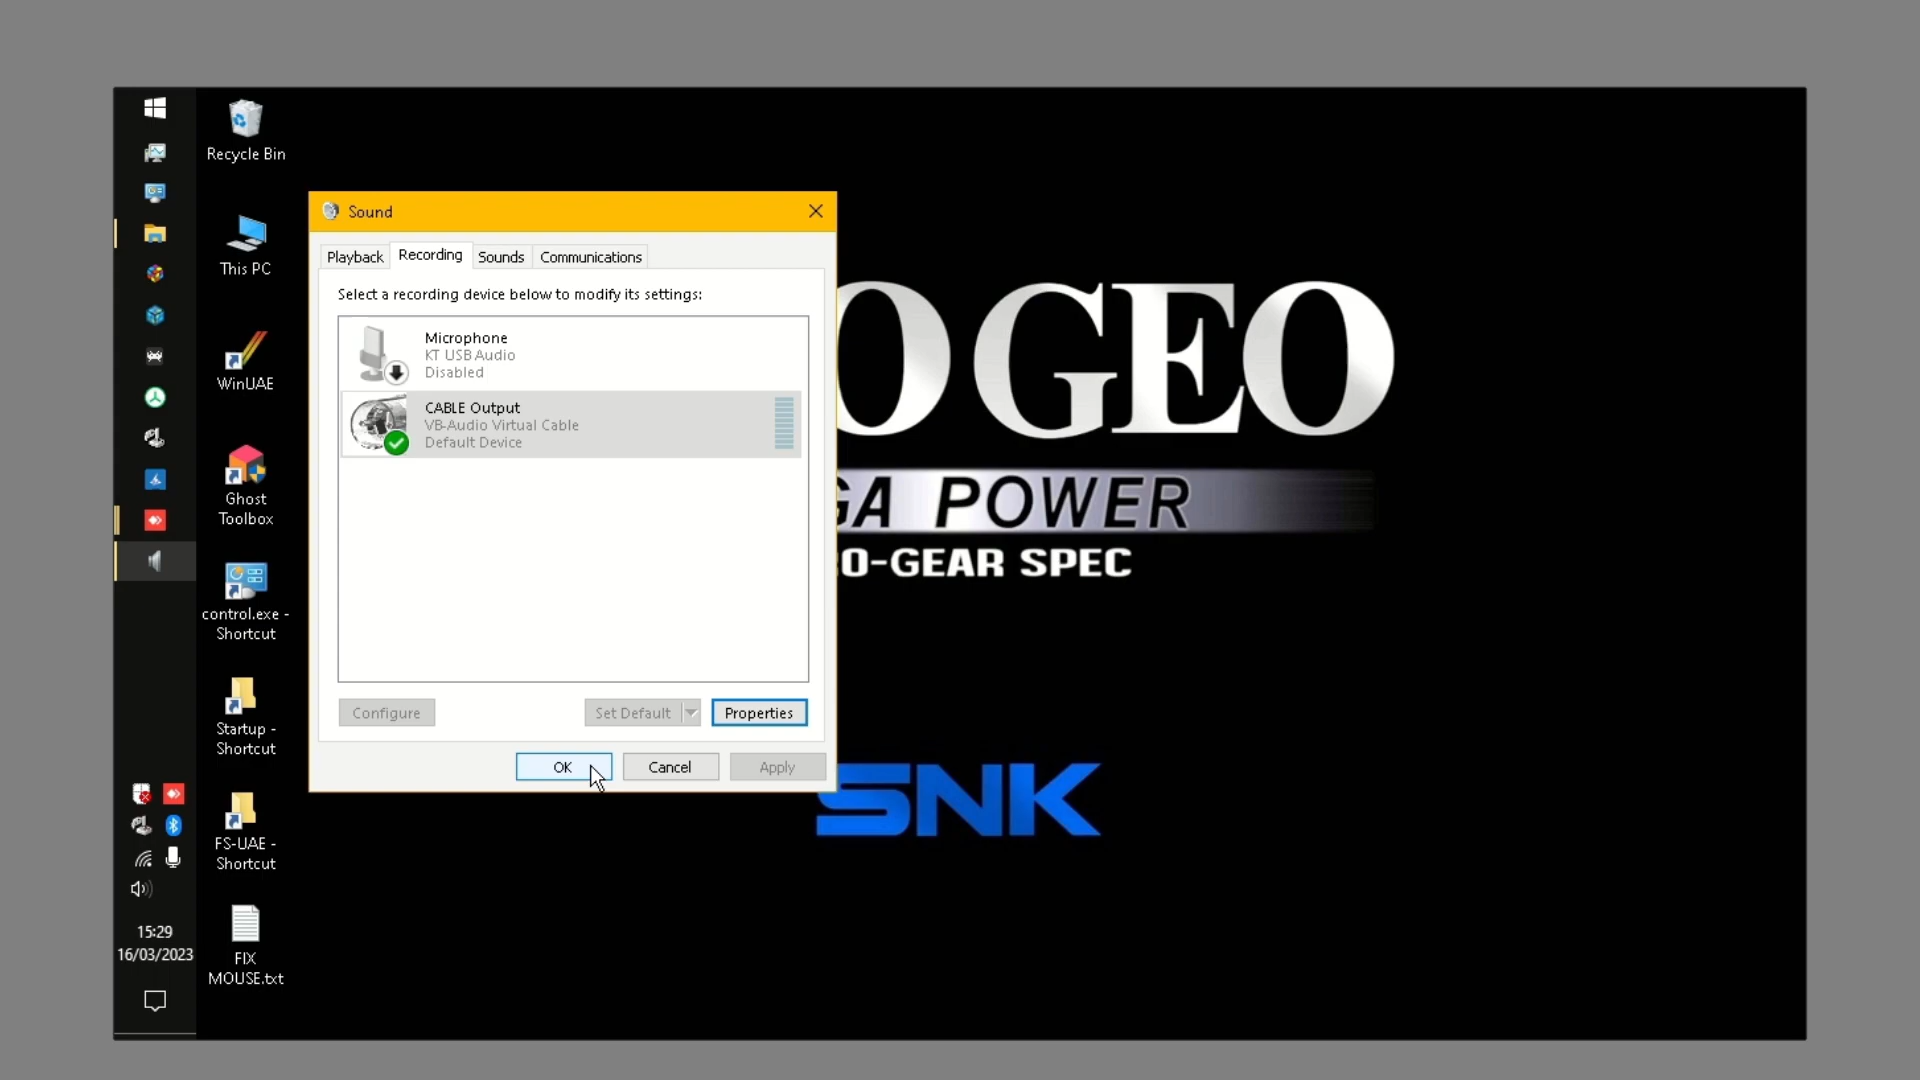 Recycle Bin
This PC
WinUAE
Ghost
Toolbox
control.exe -
Shortcut
Startup -
Shortcut
FS-UAE -
Shortcut
FIX
MOUSE.txt
15:29
16/03/2023
Sound
Playback
Recording
Sounds
Communications
Select a recording device below to modify its settings:
Microphone
KT USB Audio
Disabled
CABLE Output
VB-Audio Virtual Cable
Default Device
Configure
Set Default
Properties
OK
Cancel
Apply
O GEO
GA POWER
O-GEAR SPEC
SNK